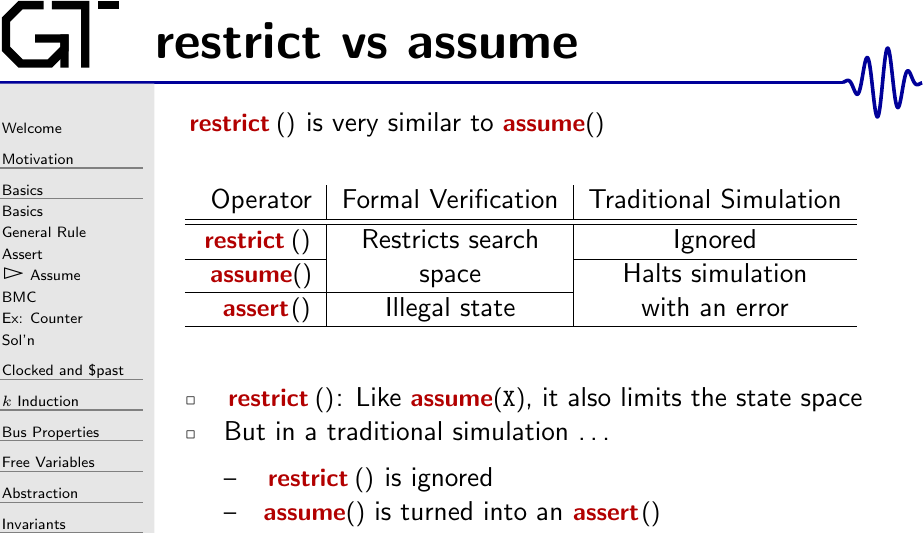 GT
restrict vs assume
Welcome
Motivation
Basics
Basics
General Rule
Assert
▷ Assume
BMC
Ex: Counter
Sol'n
Clocked and $past
k Induction
Bus Properties
Free Variables
Abstraction
Invariants
restrict () is very similar to assume()
Operator Formal Verification Traditional Simulation
restrict () Restricts search Ignored
assume() space Halts simulation
assert() Illegal state with an error
□ restrict (): Like assume(X), it also limits the state space
□ But in a traditional simulation ...
– restrict () is ignored
– assume() is turned into an assert()